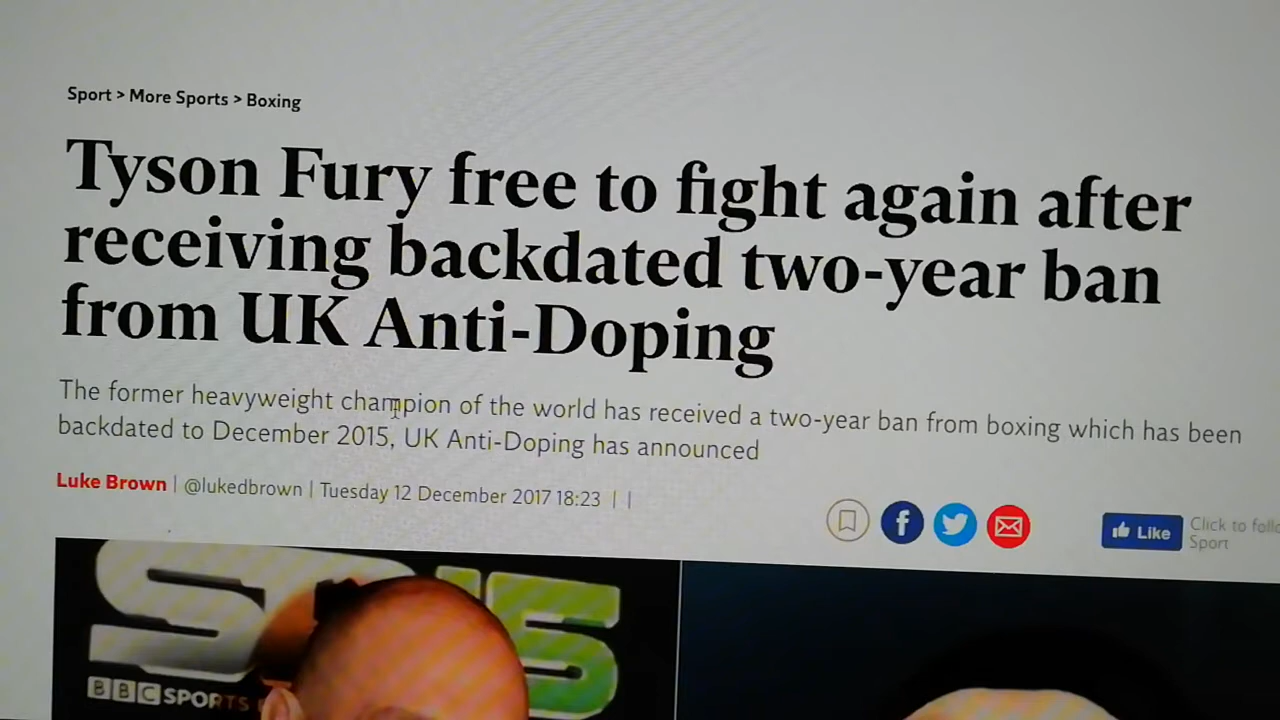 Sport > More Sports > Boxing
Tyson Fury free to fight again after
receiving backdated two-year ban
from UK Anti-Doping
The former heavyweight champion of the world has received a two-year ban from boxing which has been
backdated to December 2015, UK Anti-Doping has announced
Luke Brown | @lukedbrown | Tuesday 12 December 2017 18:23 | |
f
Like
Click to
Sport
BBC SPORTS